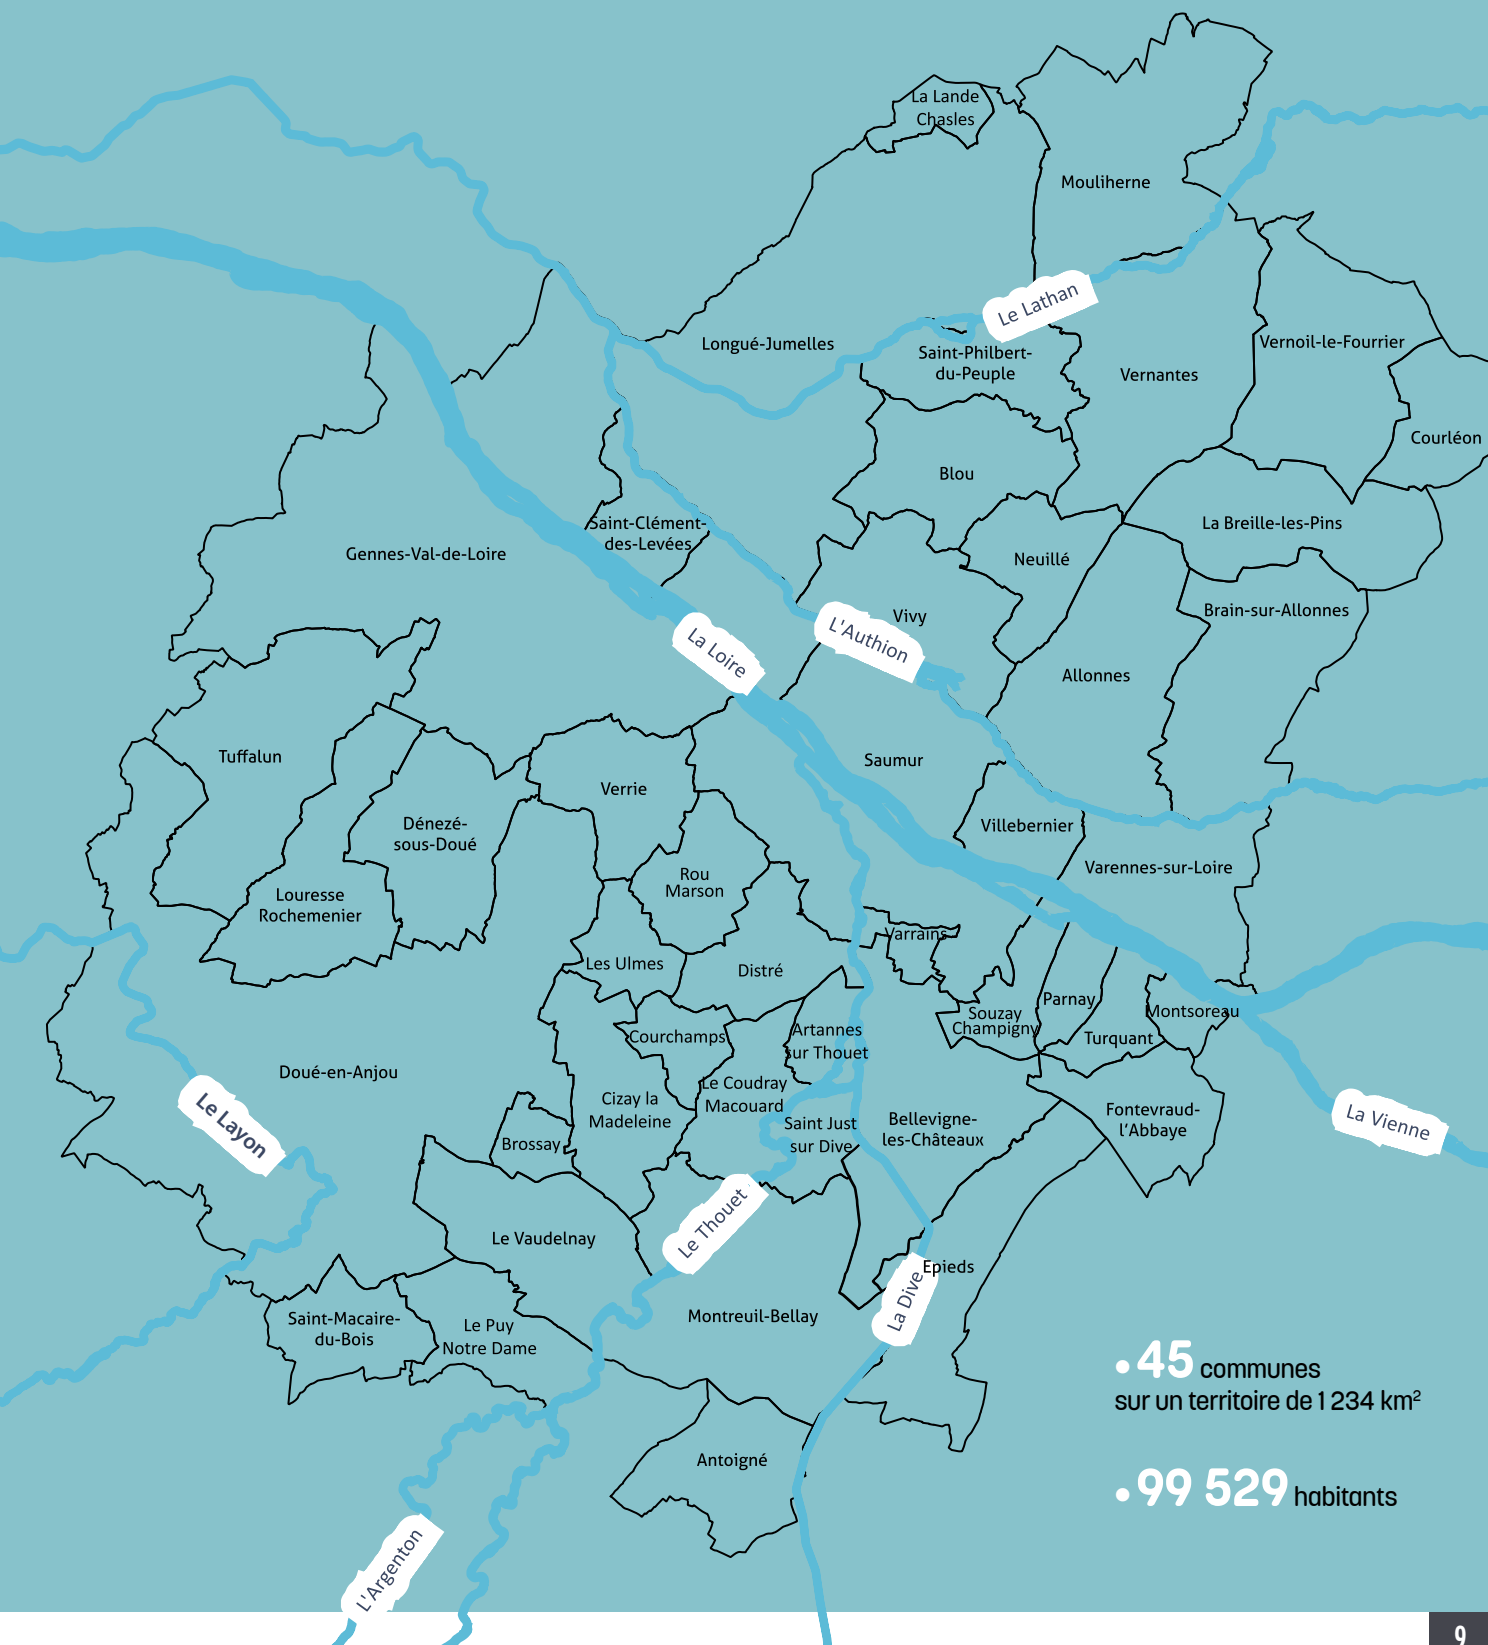 La Lande
Chasles
Mouliherne
Le Lathan
Longué-Jumelles
Saint-Philbert-
du-Peuple
Vernantes
Vernoil-le-Fourrier
Courléon
Blou
La Breille-les-Pins
Saint-Clément-
des-Levées
Gennes-Val-de-Loire
Neuillé
Brain-sur-Allonnes
Vivy
L'Authion
La Loire
Allonnes
Tuffalun
Saumur
Verrie
Dénezé-
sous-Doué
Villebernier
Varennes-sur-Loire
Rou
Marson
Louresse
Rochemenier
Varrains
Les Ulmes
Distré
Parnay
Souzay
Champigny
Montsoreau
Artannes
sur Thouet
Courchamps
Turquant
Doué-en-Anjou
Le Coudray
Macouard
Cizay la
Madeleine
Le Layon
Saint Just
sur Dive
Bellevigne-
les-Châteaux
Fontevraud-
l’Abbaye
La Vienne
Brossay
Le Thouet
Le Vaudelnay
Epieds
La Dive
Montreuil-Bellay
Saint-Macaire-
du-Bois
Le Puy
Notre Dame
• 45 communes
sur un territoire de 1 234 km²
Antoigné
• 99 529 habitants
L'Argenton
9